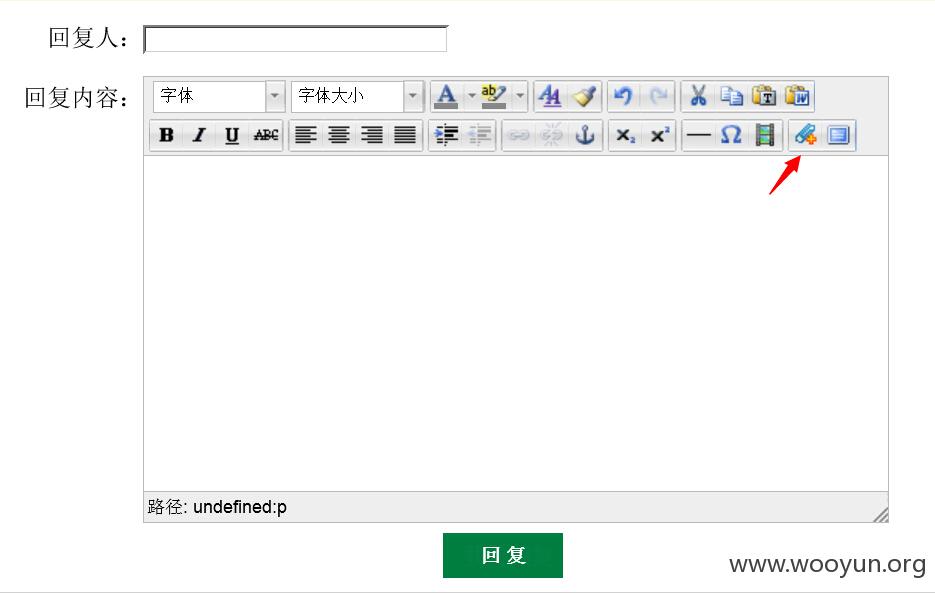 回复人：
回复内容：
字体 字体大小 A ab A A T W
B I U ABC X₂ X² Ω
路径: undefined:p
回 复
www.wooyun.org